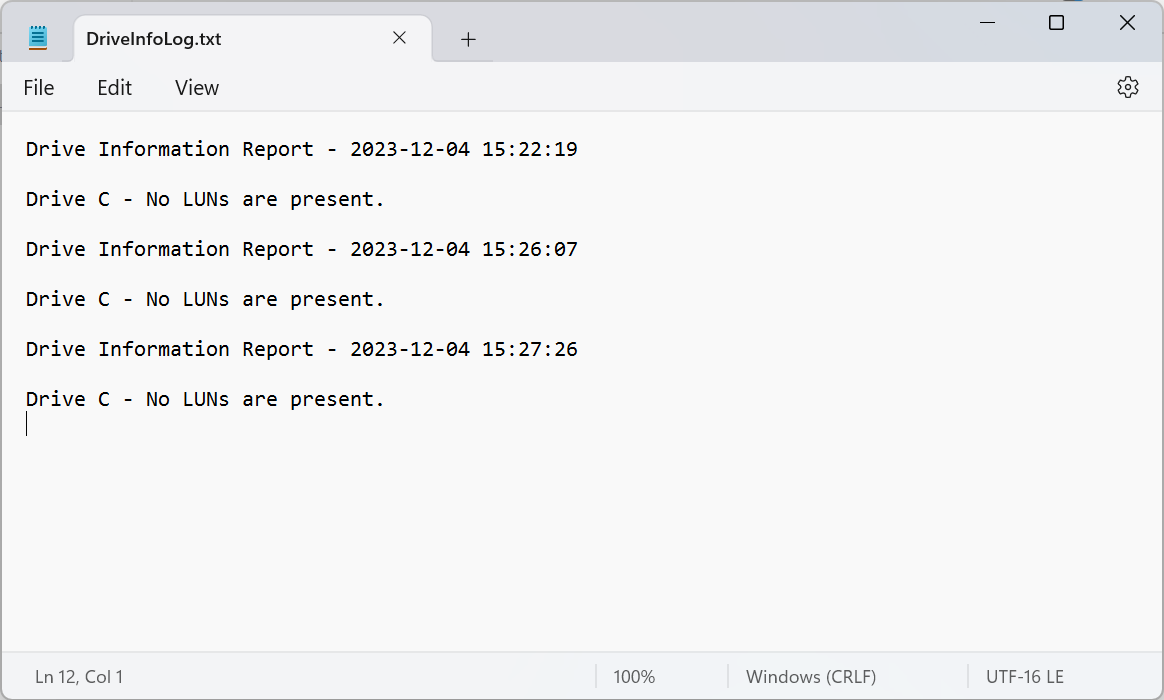 DriveInfoLog.txt
File Edit View
Drive Information Report - 2023-12-04 15:22:19
Drive C - No LUNs are present.
Drive Information Report - 2023-12-04 15:26:07
Drive C - No LUNs are present.
Drive Information Report - 2023-12-04 15:27:26
Drive C - No LUNs are present.
Ln 12, Col 1 100% Windows (CRLF) UTF-16 LE